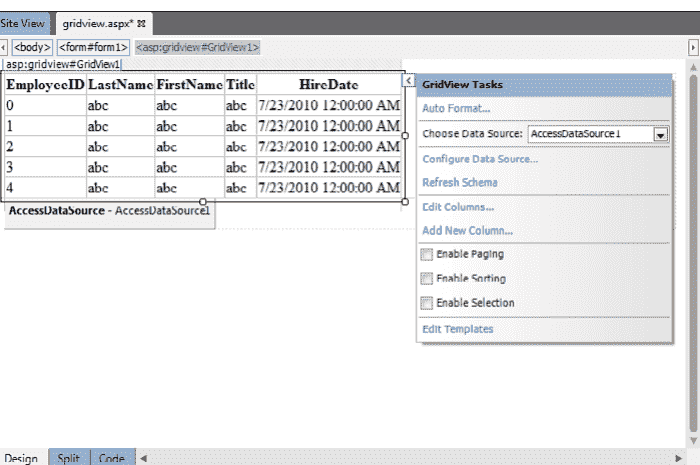 Site View gridview.aspx*
<body> <form#form1> <asp:gridview#GridView1>
asp:gridview#GridView1
EmployeeID LastName FirstName Title HireDate
0 abc abc abc 7/23/2010 12:00:00 AM
1 abc abc abc 7/23/2010 12:00:00 AM
2 abc abc abc 7/23/2010 12:00:00 AM
3 abc abc abc 7/23/2010 12:00:00 AM
4 abc abc abc 7/23/2010 12:00:00 AM
AccessDataSource - AccessDataSource1
GridView Tasks
Auto Format...
Choose Data Source: AccessDataSource1
Configure Data Source...
Refresh Schema
Edit Columns...
Add New Column...
Enable Paging
Enable Sorting
Enable Selection
Edit Templates
Design Split Code